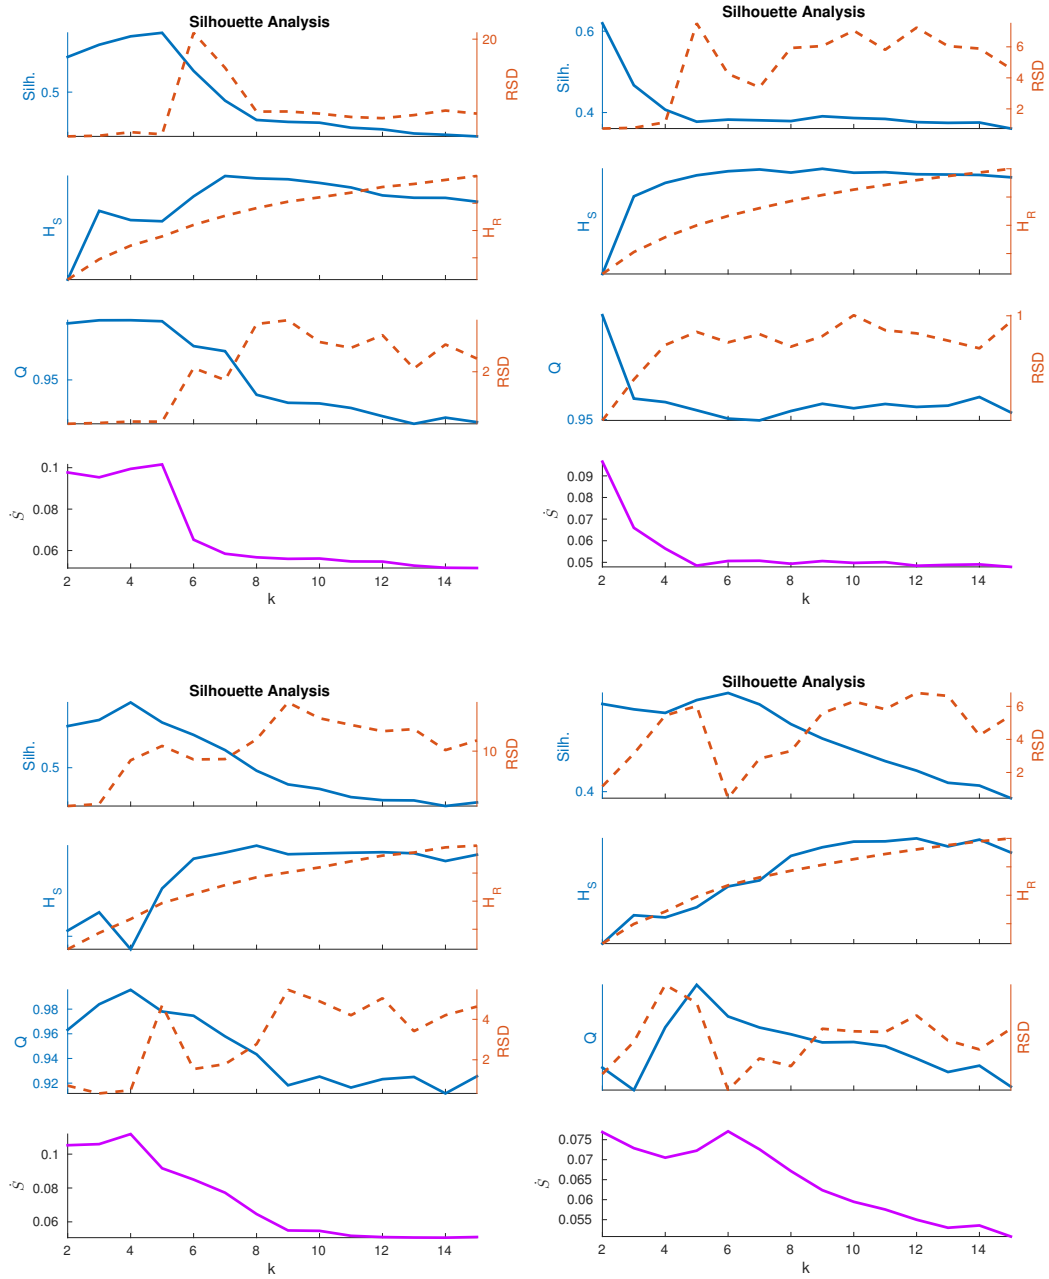 Silhouette Analysis
Silh.
0.5
20
RSD
H_S
H_R
Q
0.95
2
RSD
Ṡ
0.1
0.08
0.06
2 4 6 8 10 12 14
k
Silhouette Analysis
Silh.
0.6
0.4
6
4
2
RSD
H_S
H_R
Q
0.95
1
RSD
Ṡ
0.09
0.08
0.07
0.06
0.05
2 4 6 8 10 12 14
k
Silhouette Analysis
Silh.
0.5
10
RSD
H_S
H_R
Q
0.98
0.96
0.94
0.92
4
2
RSD
Ṡ
0.1
0.08
0.06
2 4 6 8 10 12 14
k
Silhouette Analysis
Silh.
0.4
6
4
2
RSD
H_S
H_R
Q
RSD
Ṡ
0.075
0.07
0.065
0.06
0.055
2 4 6 8 10 12 14
k